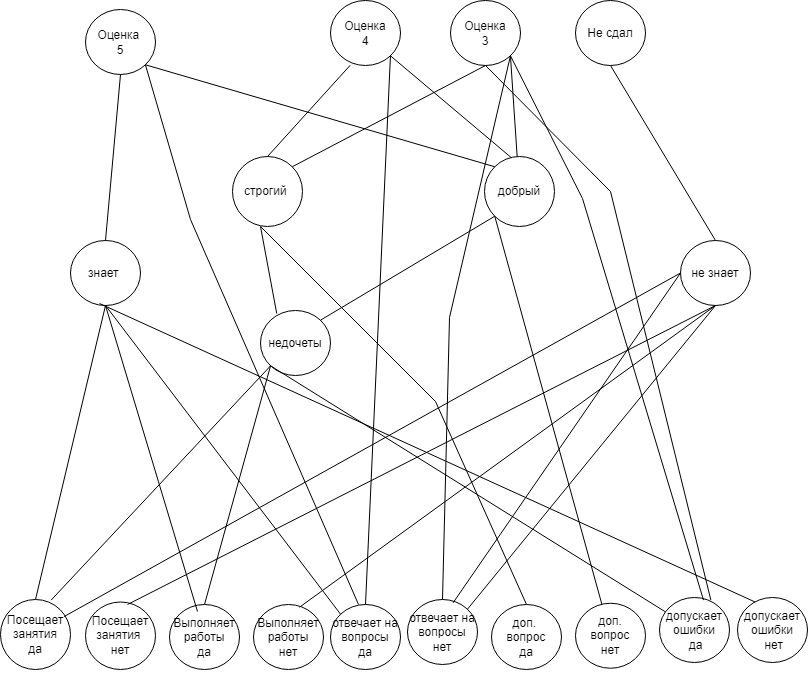 Оценка
5
Оценка
4
Оценка
3
Не сдал
строгий
добрый
знает
не знает
недочеты
Посещает
занятия
да
Посещает
занятия
нет
Выполняет
работы
да
Выполняет
работы
нет
отвечает на
вопросы
да
отвечает на
вопросы
нет
доп.
вопрос
да
доп.
вопрос
нет
допускает
ошибки
да
допускает
ошибки
нет